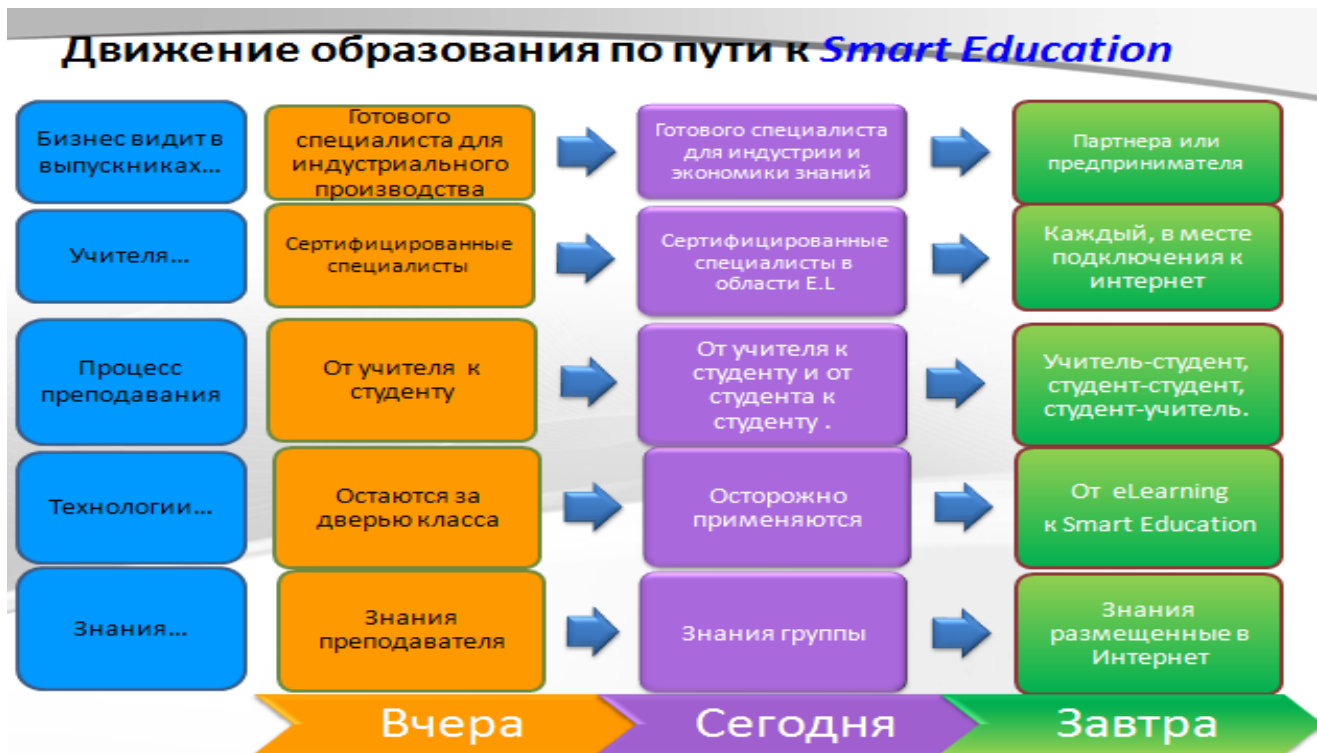 Движение образования по пути к Smart Education
Бизнес видит в
выпускниках...
Готового
специалиста для
индустриального
производства
Готового специалиста
для индустрии и
экономики знаний
Партнера или
предпринимателя
Учителя...
Сертифицированные
специалисты
Сертифицированные
специалисты в
области E.L
Каждый, в месте
подключения к
интернет
Процесс
преподавания
От учителя к
студенту
От учителя к
студенту и от
студента к
студенту .
Учитель-студент,
студент-студент,
студент-учитель.
Технологии...
Остаются за
дверью класса
Осторожно
применяются
От eLearning
к Smart Education
Знания...
Знания
преподавателя
Знания группы
Знания
размещенные в
Интернет
Вчера
Сегодня
Завтра